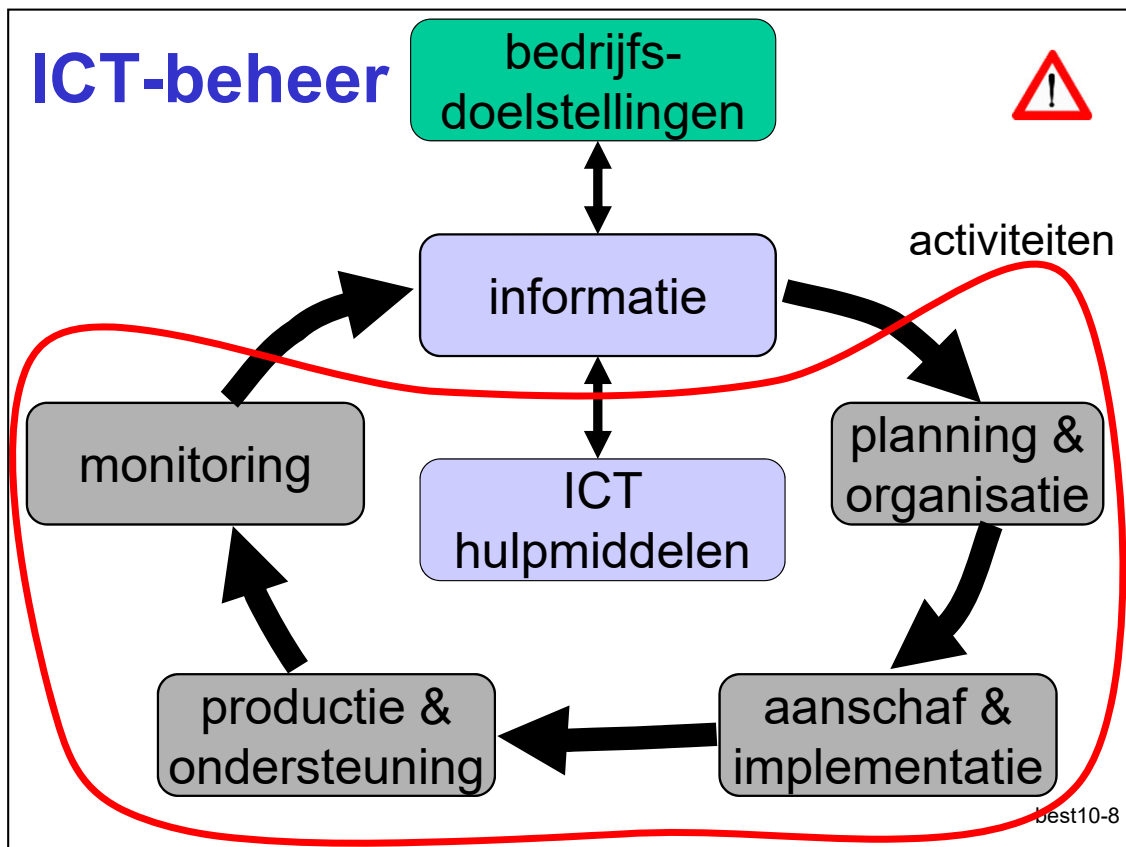 ICT-beheer
bedrijfs-
doelstellingen
!
activiteiten
informatie
monitoring
planning &
organisatie
ICT
hulpmiddelen
productie &
ondersteuning
aanschaf &
implementatie
best10-8